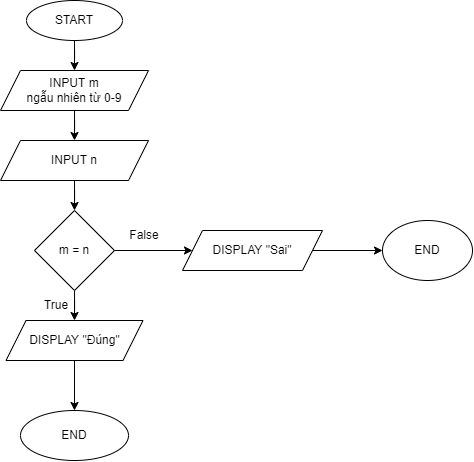 START
INPUT m
ngẫu nhiên từ 0-9
INPUT n
m = n
False
DISPLAY "Sai"
END
True
DISPLAY "Đúng"
END